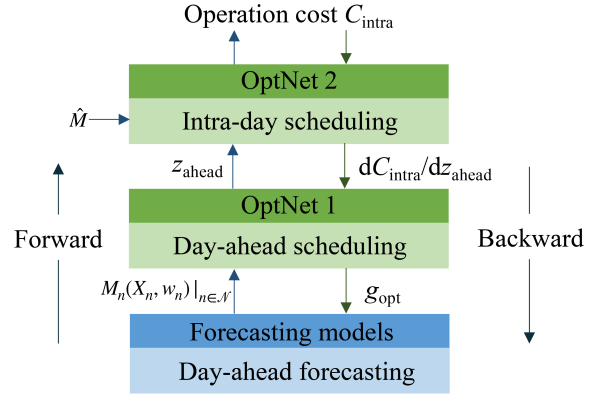 Operation cost C_intra
OptNet 2
M̂
Intra-day scheduling
z_ahead
dC_intra/dz_ahead
OptNet 1
Forward
Day-ahead scheduling
Backward
M_n(X_n, w_n)|_{n∈𝒩}
g_opt
Forecasting models
Day-ahead forecasting